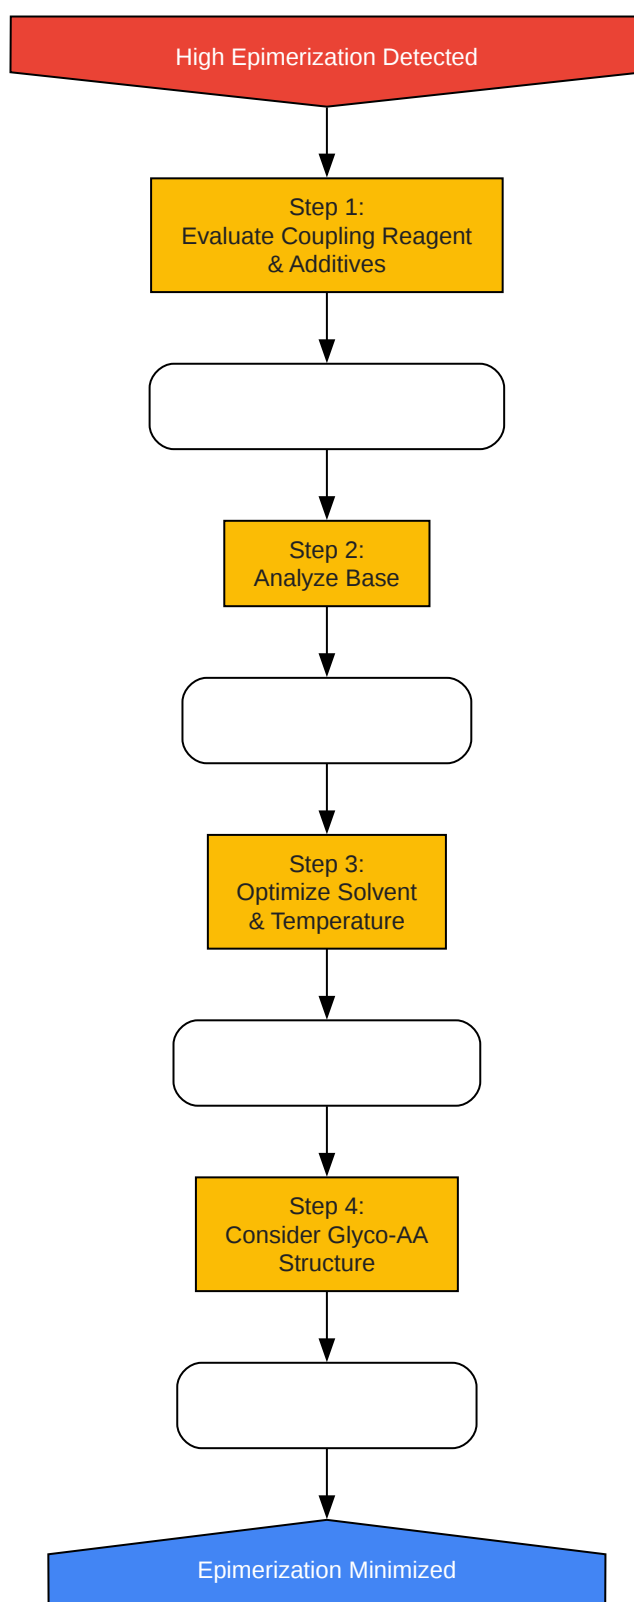 High Epimerization Detected
Step 1:
Evaluate Coupling Reagent
& Additives
Step 2:
Analyze Base
Step 3:
Optimize Solvent
& Temperature
Step 4:
Consider Glyco-AA
Structure
Epimerization Minimized